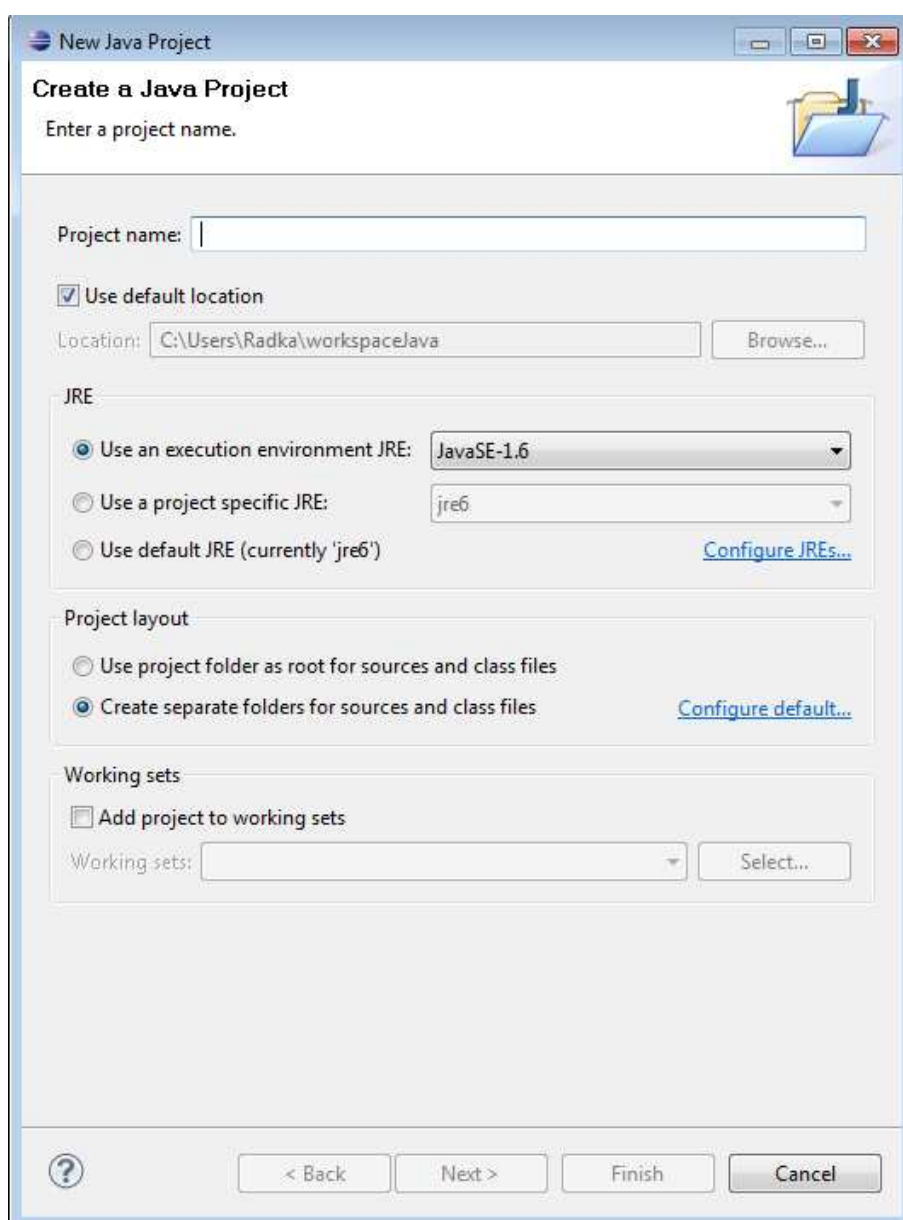 New Java Project
Create a Java Project
Enter a project name.
Project name:
Use default location
Location: C:\Users\Radka\workspaceJava Browse...
JRE
Use an execution environment JRE: JavaSE-1.6
Use a project specific JRE: jre6
Use default JRE (currently 'jre6') Configure JREs...
Project layout
Use project folder as root for sources and class files
Create separate folders for sources and class files Configure default...
Working sets
Add project to working sets
Working sets: Select...
? < Back Next > Finish Cancel